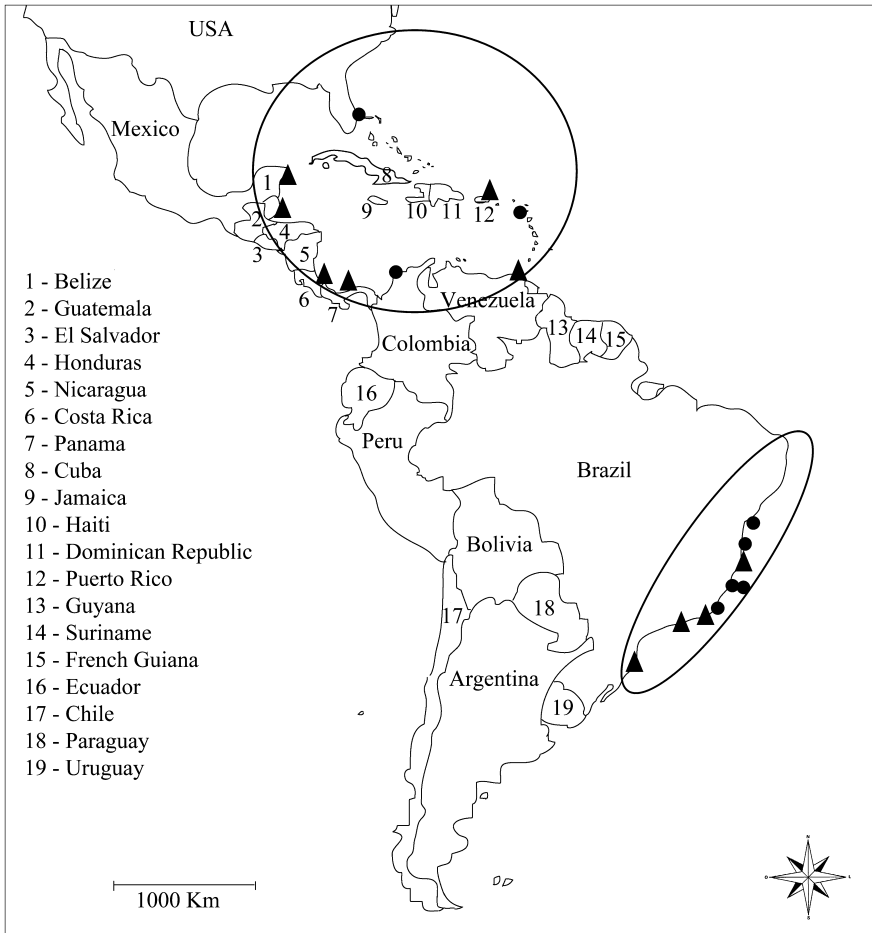 USA
Mexico
1
8
2
9
10
11
12
4
3
5
6
7
Venezuela
13
14
15
Colombia
16
Peru
Brazil
Bolivia
17
18
Argentina
19
1 - Belize
2 - Guatemala
3 - El Salvador
4 - Honduras
5 - Nicaragua
6 - Costa Rica
7 - Panama
8 - Cuba
9 - Jamaica
10 - Haiti
11 - Dominican Republic
12 - Puerto Rico
13 - Guyana
14 - Suriname
15 - French Guiana
16 - Ecuador
17 - Chile
18 - Paraguay
19 - Uruguay
1000 Km
N
O
L
S